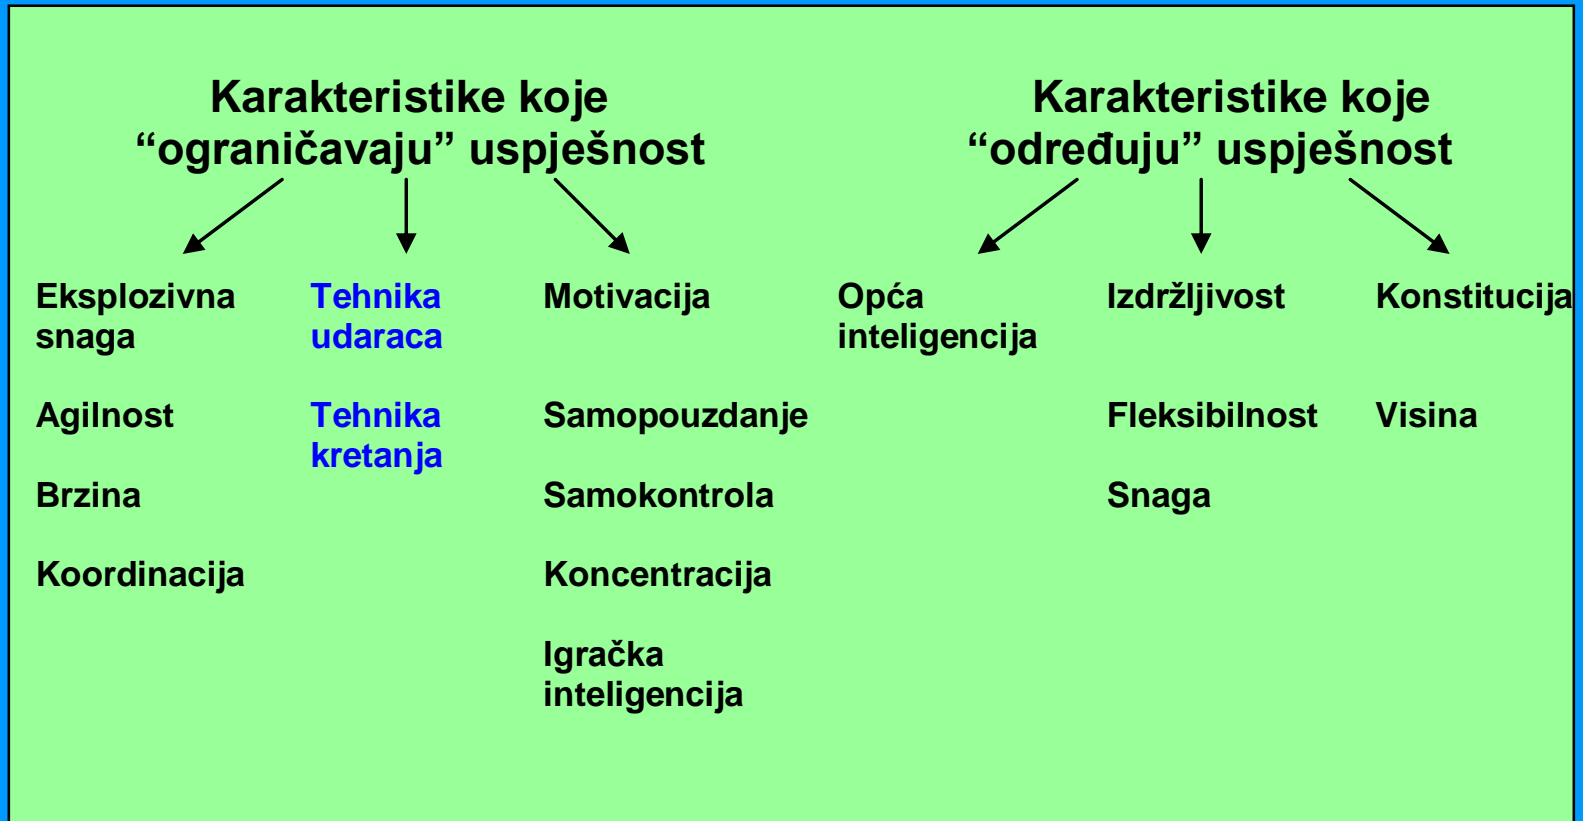 Karakteristike koje
“ograničavaju” uspješnost
Eksplozivna
snaga
Agilnost
Brzina
Koordinacija
Tehnika
udaraca
Tehnika
kretanja
Motivacija
Samopouzdanje
Samokontrola
Koncentracija
Igračka
inteligencija
Karakteristike koje
“određuju” uspješnost
Opća
inteligencija
Izdržljivost
Fleksibilnost
Snaga
Konstitucija
Visina